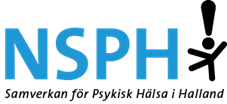 NSPH
Samverkan för Psykisk Hälsa i Halland